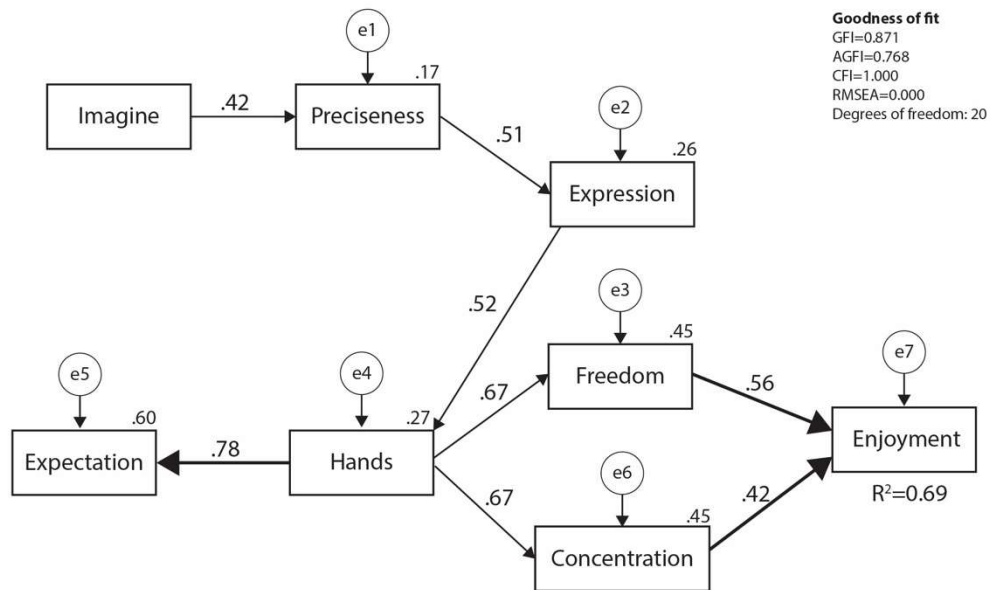 Goodness of fit
GFI=0.871
AGFI=0.768
CFI=1.000
RMSEA=0.000
Degrees of freedom: 20
e1
.17
Imagine
.42
Preciseness
.51
e2
.26
Expression
.52
e3
.45
Freedom
.56
e7
Enjoyment
R²=0.69
e5
.60
Expectation
.78
e4
.27
Hands
.67
.67
e6
.45
Concentration
.42